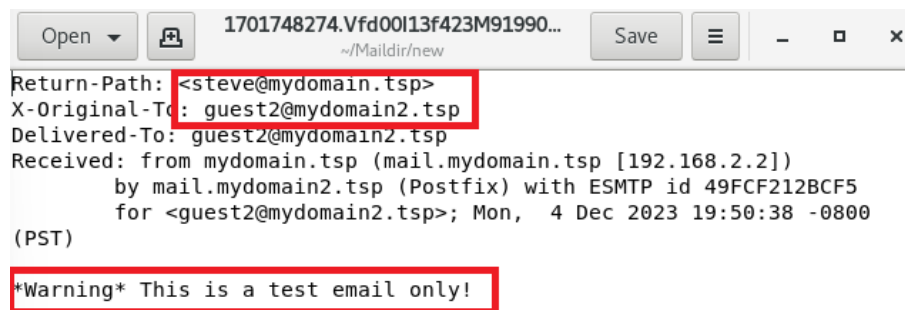 Open
1701748274.Vfd00I13f423M91990...
~/Maildir/new
Save
Return-Path: <steve@mydomain.tsp>
X-Original-To: guest2@mydomain2.tsp
Delivered-To: guest2@mydomain2.tsp
Received: from mydomain.tsp (mail.mydomain.tsp [192.168.2.2])
by mail.mydomain2.tsp (Postfix) with ESMTP id 49FCF212BCF5
for <guest2@mydomain2.tsp>; Mon,  4 Dec 2023 19:50:38 -0800
(PST)
*Warning* This is a test email only!